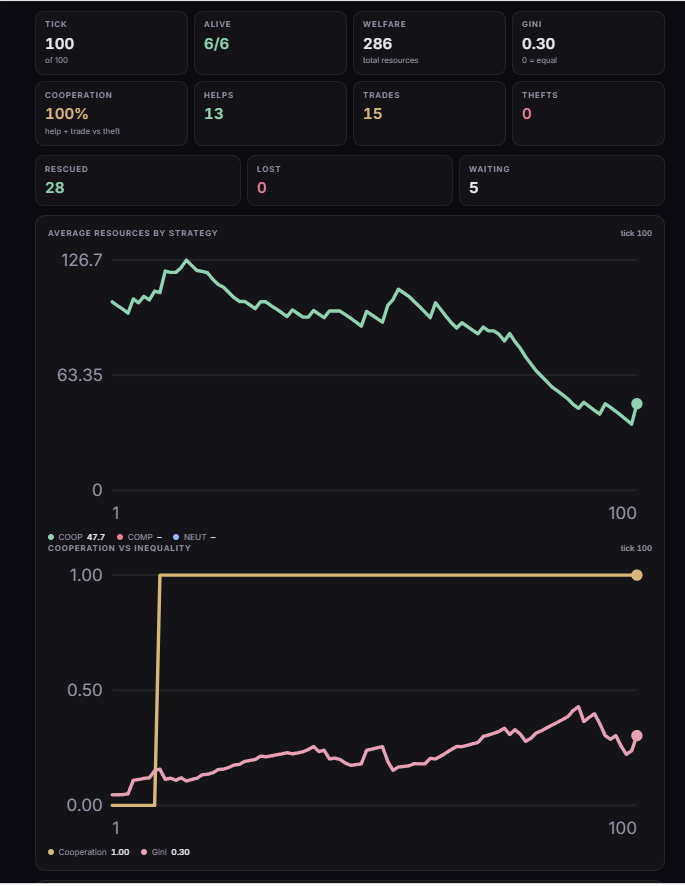 TICK ALIVE WELFARE GINI
100 6/6 286 0.30
of 100 total resources 0 = equal
COOPERATION HELPS TRADES THEFTS
100% 13 15 0
help + trade vs theft
RESCUED LOST WAITING
28 0 5
AVERAGE RESOURCES BY STRATEGY tick 100
126.7
63.35
0
1 100
COOP 47.7 COMP – NEUT –
COOPERATION VS INEQUALITY tick 100
1.00
0.50
0.00
1 100
Cooperation 1.00 Gini 0.30